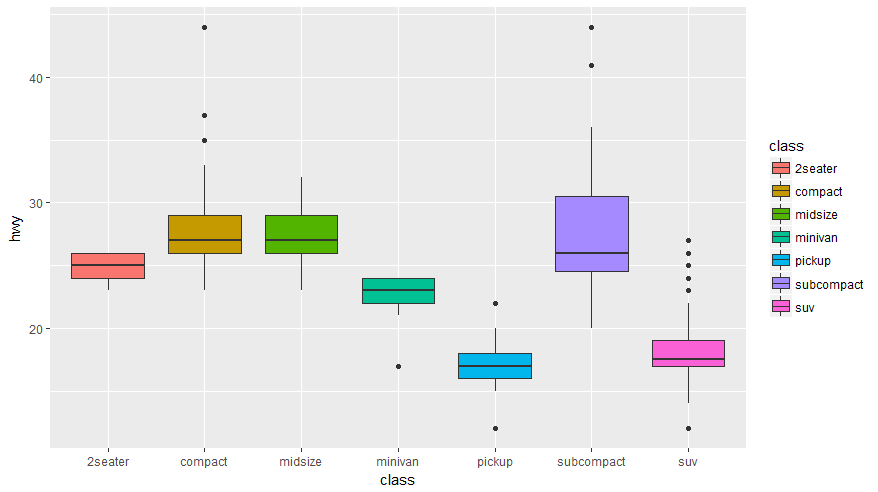 hwy
40
30
20
2seater compact midsize minivan pickup subcompact suv
class
class
2seater
compact
midsize
minivan
pickup
subcompact
suv